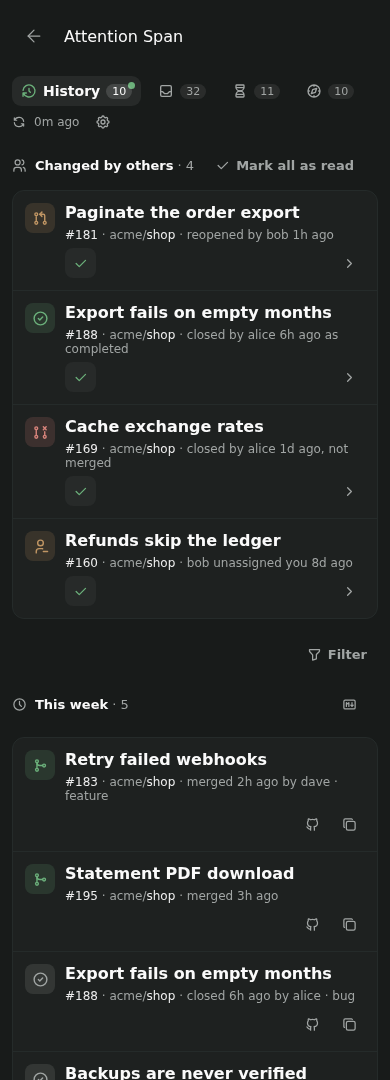 Attention Span
History 10 32 11 10
0m ago
Changed by others · 4 Mark all as read
Paginate the order export
#181 · acme/shop · reopened by bob 1h ago
Export fails on empty months
#188 · acme/shop · closed by alice 6h ago as
completed
Cache exchange rates
#169 · acme/shop · closed by alice 1d ago, not
merged
Refunds skip the ledger
#160 · acme/shop · bob unassigned you 8d ago
Filter
This week · 5
Retry failed webhooks
#183 · acme/shop · merged 2h ago by dave ·
feature
Statement PDF download
#195 · acme/shop · merged 3h ago
Export fails on empty months
#188 · acme/shop · closed 6h ago by alice · bug
Backups are never verified